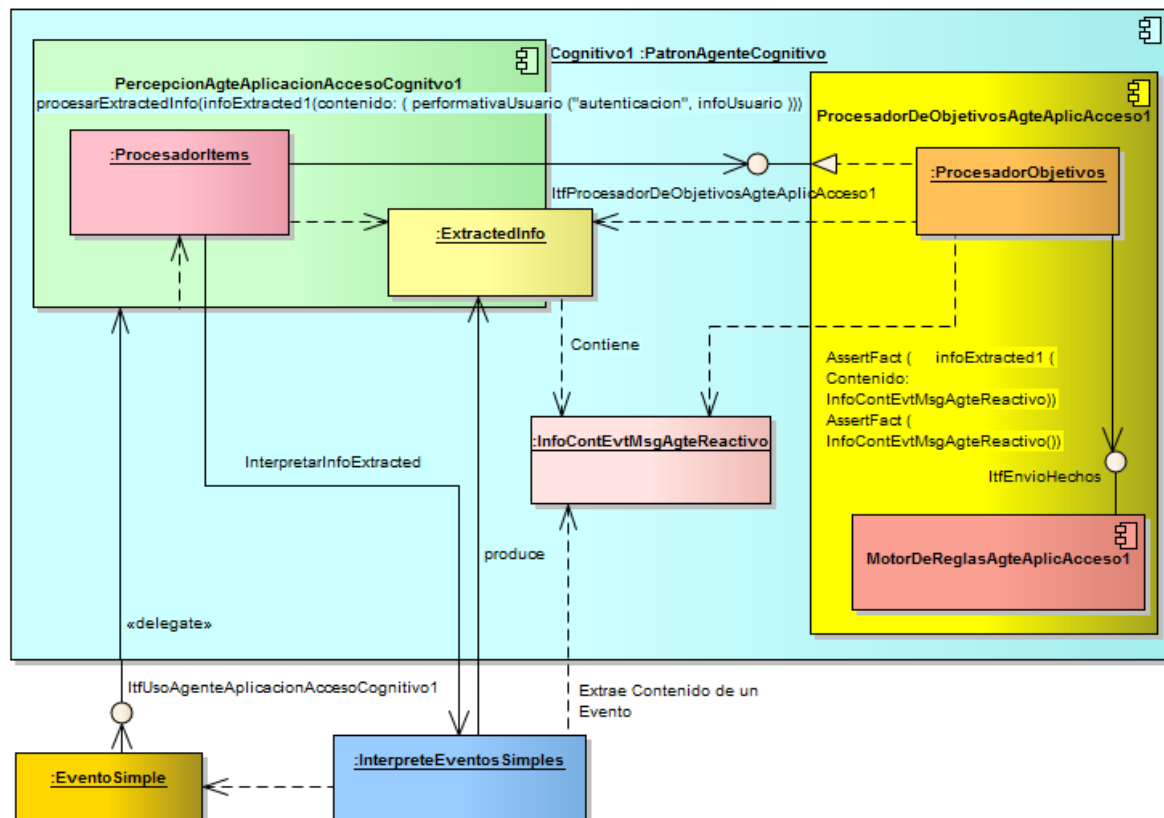 Cognitivo1 :PatronAgenteCognitivo
PercepcionAgteAplicacionAccesoCognitvo1
procesarExtractedInfo(infoExtracted1(contenido: ( performativaUsuario ("autenticacion", infoUsuario )))
ProcesadorDeObjetivosAgteAplicAcceso1
:ProcesadorItems
:ProcesadorObjetivos
ItfProcesadorDeObjetivosAgteAplicAcceso1
:ExtractedInfo
Contiene
AssertFact ( infoExtracted1 (
Contenido:
InfoContEvtMsgAgteReactivo))
AssertFact (
InfoContEvtMsgAgteReactivo())
:InfoContEvtMsgAgteReactivo
InterpretarInfoExtracted
ItfEnvioHechos
produce
MotorDeReglasAgteAplicAcceso1
«delegate»
ItfUsoAgenteAplicacionAccesoCognitivo1
Extrae Contenido de un
Evento
:EventoSimple
:InterpreteEventosSimples